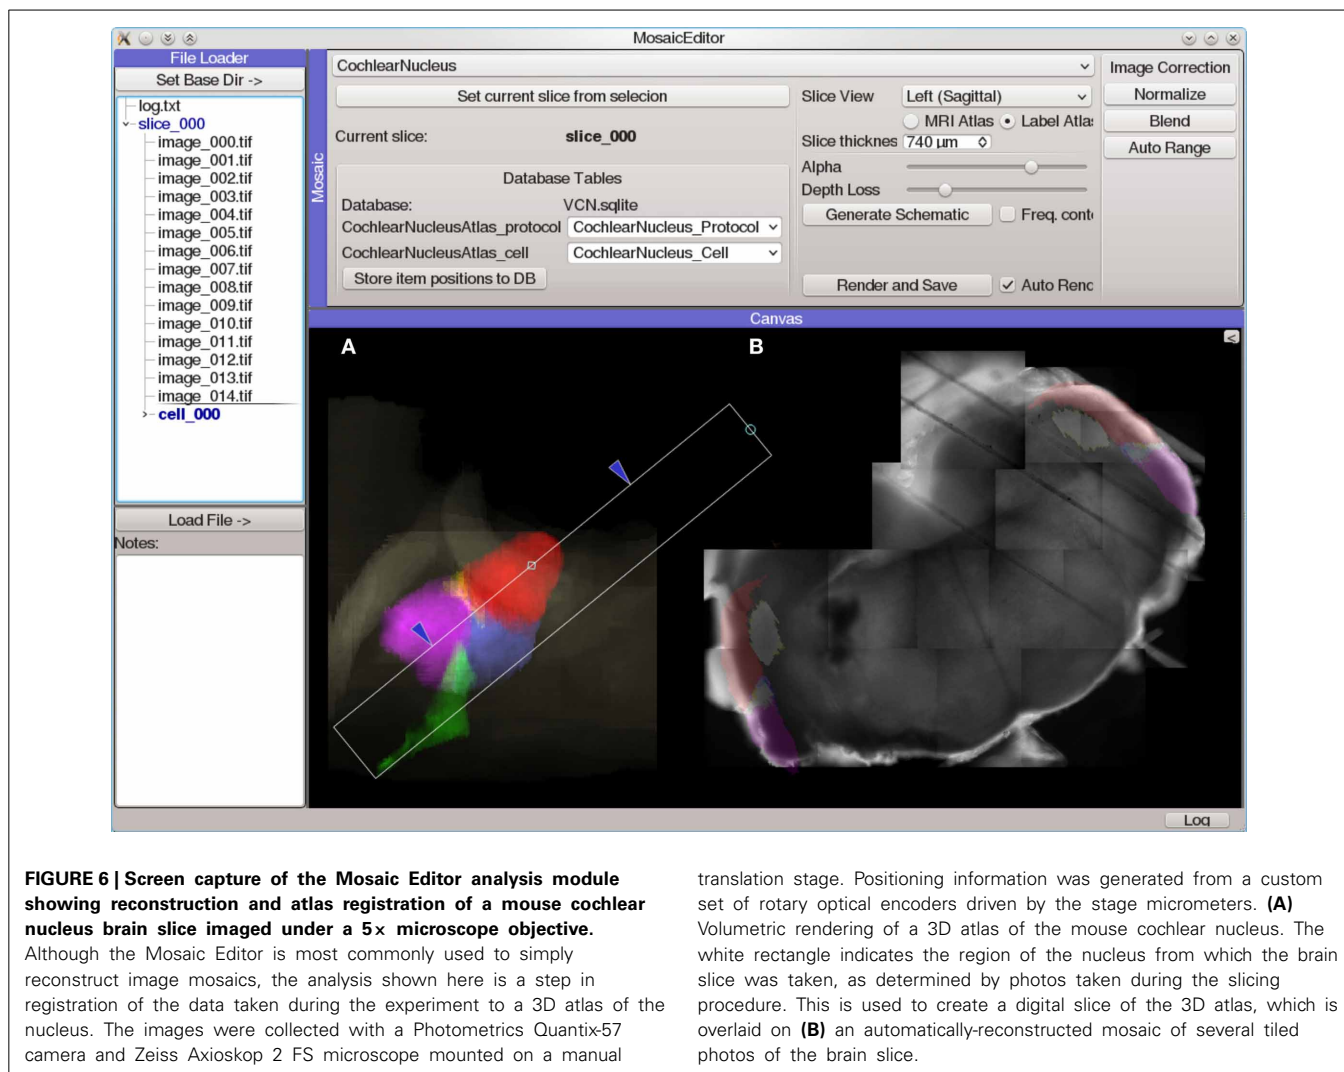 MosaicEditor
File Loader
Set Base Dir ->
log.txt
slice_000
image_000.tif
image_001.tif
image_002.tif
image_003.tif
image_004.tif
image_005.tif
image_006.tif
image_007.tif
image_008.tif
image_009.tif
image_010.tif
image_011.tif
image_012.tif
image_013.tif
image_014.tif
cell_000
Load File ->
Notes:
Mosaic
CochlearNucleus
Set current slice from selecion
Current slice: slice_000
Database Tables
Database: VCN.sqlite
CochlearNucleusAtlas_protocol CochlearNucleus_Protocol
CochlearNucleusAtlas_cell CochlearNucleus_Cell
Store item positions to DB
Slice View Left (Sagittal)
MRI Atlas Label Atla
Slice thicknes 740 µm
Alpha
Depth Loss
Generate Schematic Freq. cont
Render and Save Auto Renc
Image Correction
Normalize
Blend
Auto Range
Canvas
A
B
<
Log
FIGURE 6 | Screen capture of the Mosaic Editor analysis module
showing reconstruction and atlas registration of a mouse cochlear
nucleus brain slice imaged under a 5× microscope objective.
Although the Mosaic Editor is most commonly used to simply
reconstruct image mosaics, the analysis shown here is a step in
registration of the data taken during the experiment to a 3D atlas of the
nucleus. The images were collected with a Photometrics Quantix-57
camera and Zeiss Axioskop 2 FS microscope mounted on a manual
translation stage. Positioning information was generated from a custom
set of rotary optical encoders driven by the stage micrometers. (A)
Volumetric rendering of a 3D atlas of the mouse cochlear nucleus. The
white rectangle indicates the region of the nucleus from which the brain
slice was taken, as determined by photos taken during the slicing
procedure. This is used to create a digital slice of the 3D atlas, which is
overlaid on (B) an automatically-reconstructed mosaic of several tiled
photos of the brain slice.